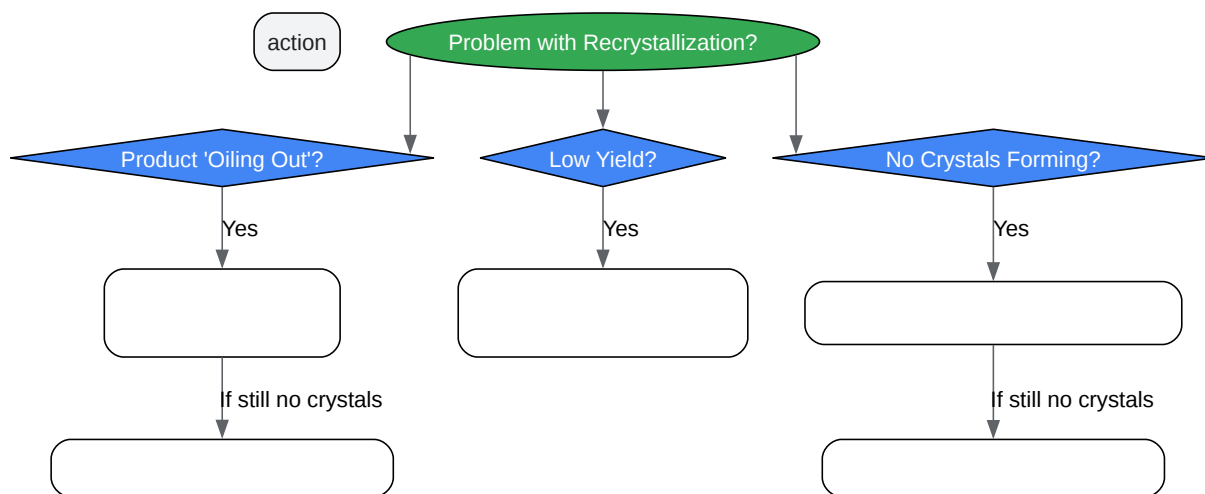 action
Problem with Recrystallization?
Product 'Oiling Out'?
Low Yield?
No Crystals Forming?
Yes
Yes
Yes
If still no crystals
If still no crystals